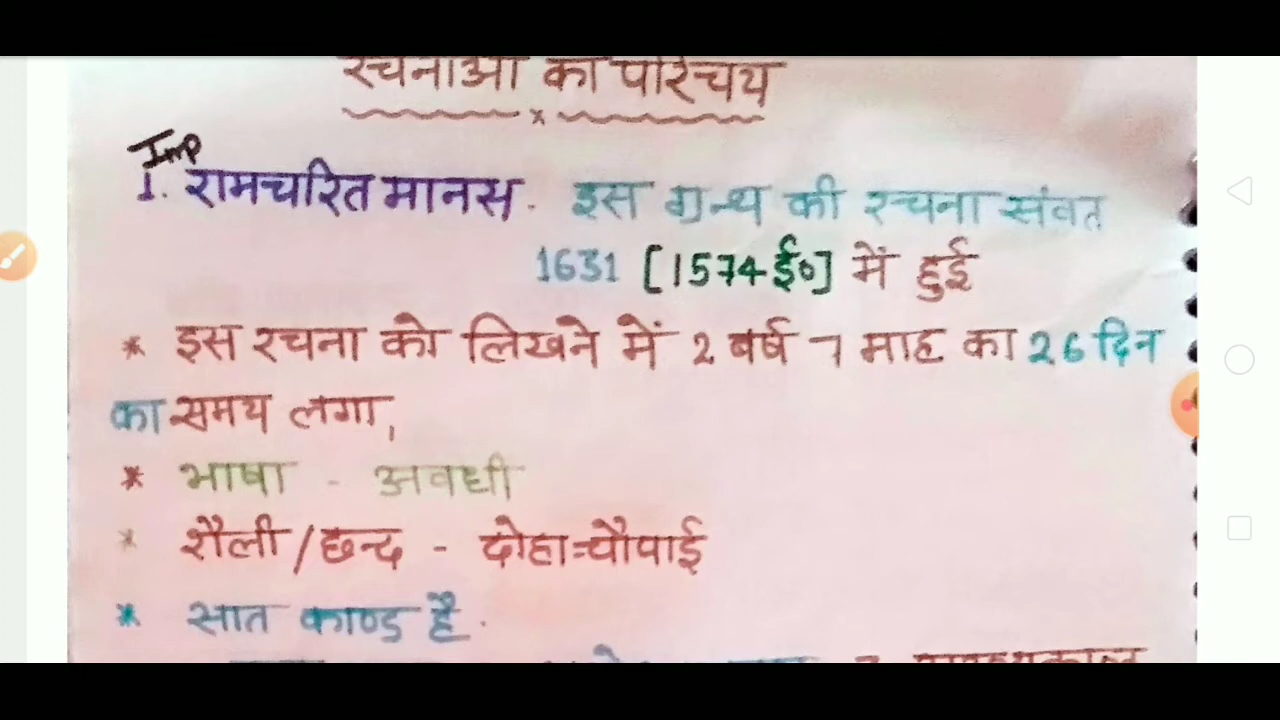 रचनाओं का परिचय
Imp
1. रामचरित मानस - इस ग्रन्थ की रचना संवत
1631 [1574 ई०] में हुई
* इस रचना को लिखने में 2 वर्ष 7 माह का 26 दिन
का समय लगा,
* भाषा - अवधी
* शैली / छन्द - दोहा-चौपाई
* सात काण्ड है.